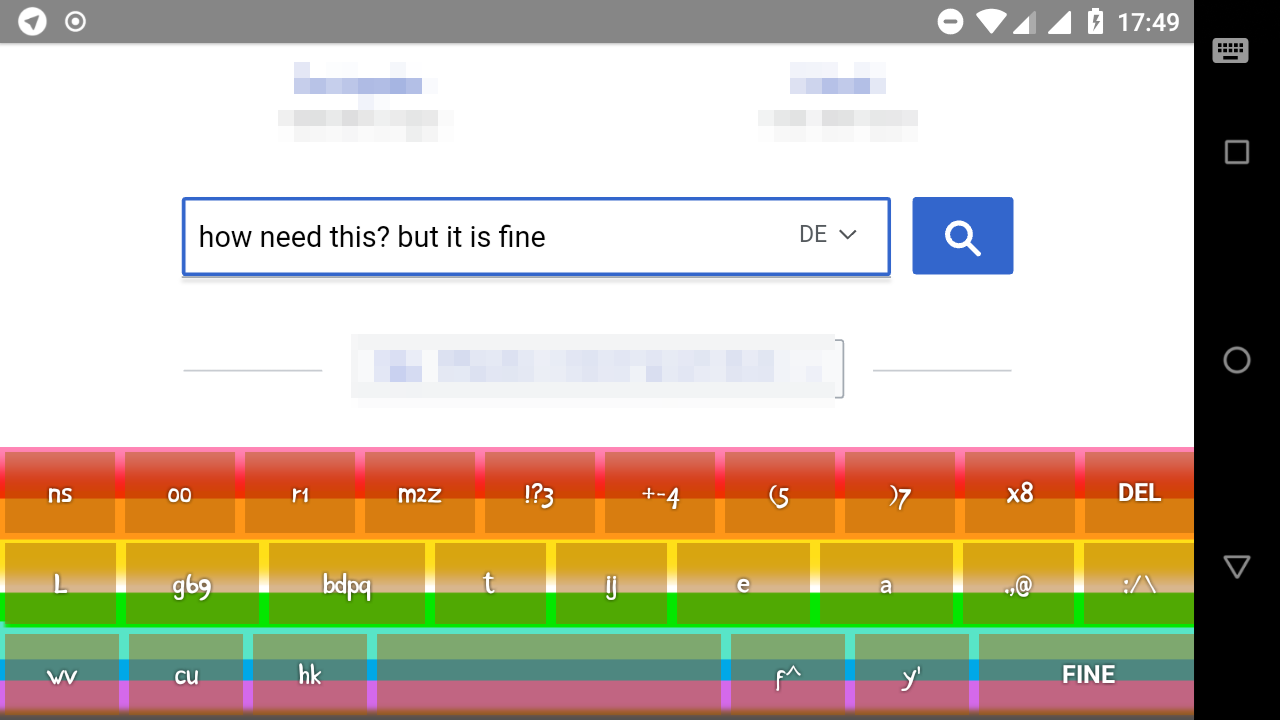 17:49
how need this? but it is fine
DE
ns oo r1 m2z !?3 +-4 (5 )7 x8 DEL
L g69 bdpq t ij e a .,@ :/\
wv cu hk f^ y' FINE